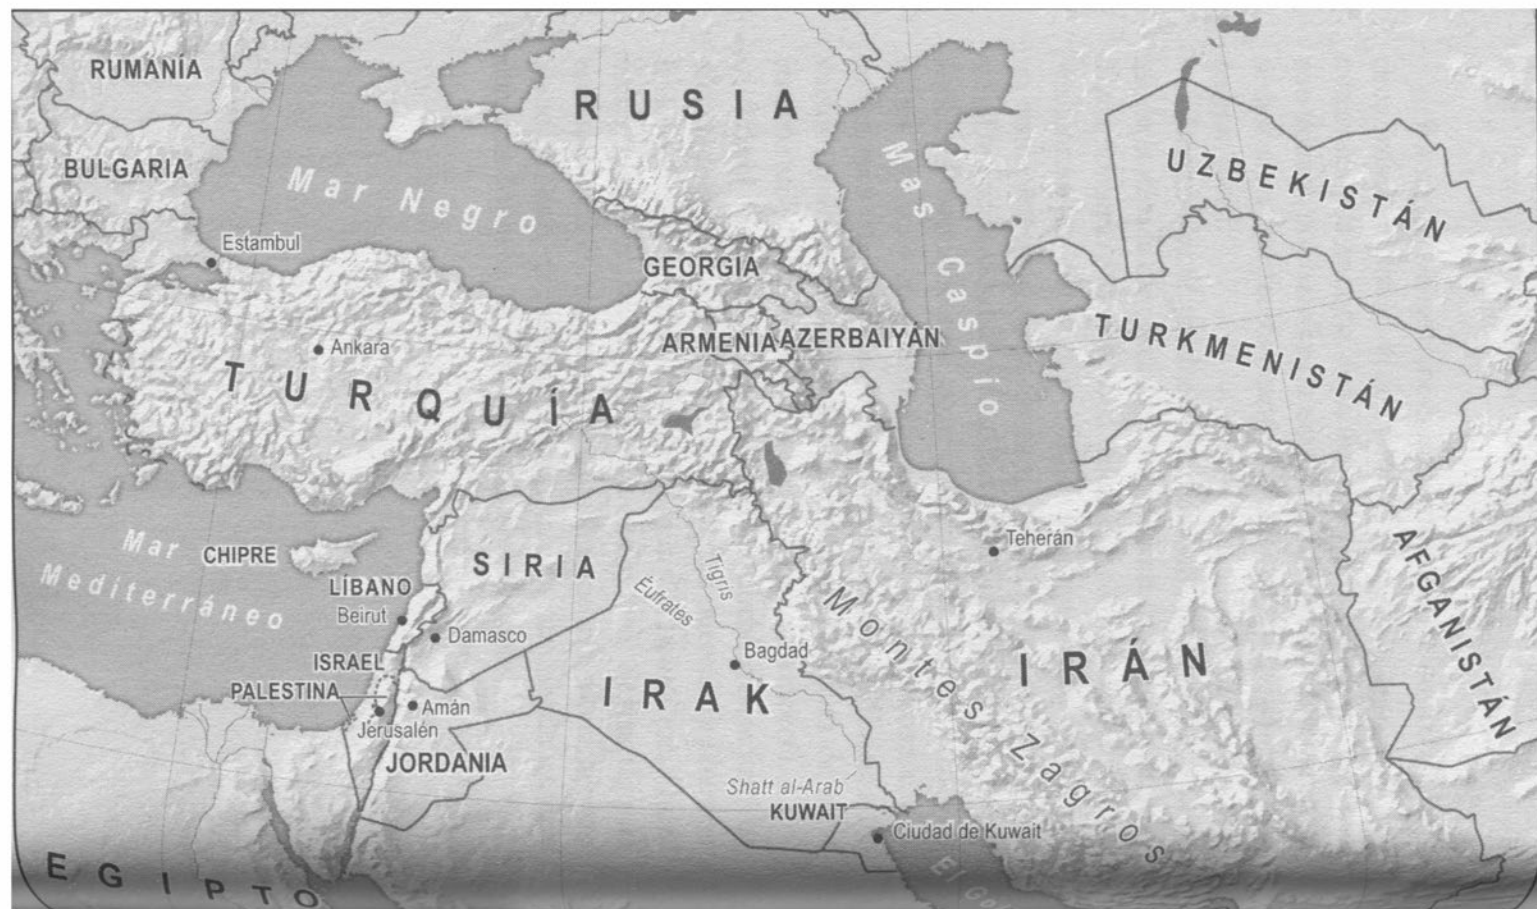 RUMANÍA
RUSIA
BULGARIA
Mar Negro
Mas Caspio
UZBEKISTÁN
Estambul
GEORGIA
Ankara
ARMENIA
AZERBAIYÁN
TURKMENISTÁN
TURQUÍA
Mar
Mediterráneo
CHIPRE
SIRIA
Teherán
AFGANISTÁN
LÍBANO
Beirut
Damasco
Éufrates
Tigris
Bagdad
Montes Zagros
IRÁN
ISRAEL
PALESTINA
Amán
Jerusalén
IRAK
JORDANIA
Shatt al-Arab
KUWAIT
Ciudad de Kuwait
EGIPTO
El